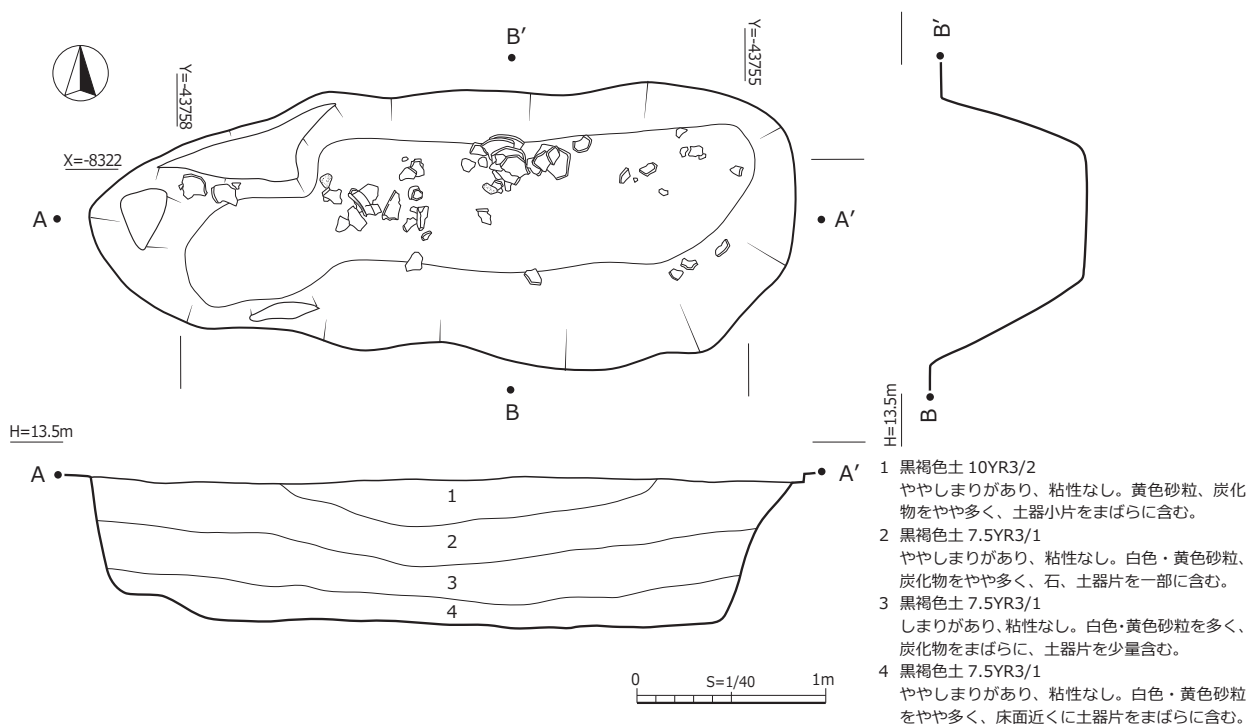 B'
Y=-43755
Y=-43758
X=-8322
A
A'
B
B'
B
H=13.5m
H=13.5m
A
A'
1
2
3
4
0
S=1/40
1m
1 黒褐色土 10YR3/2
ややしまりがあり、粘性なし。黄色砂粒、炭化
物をやや多く、土器小片をまばらに含む。
2 黒褐色土 7.5YR3/1
ややしまりがあり、粘性なし。白色・黄色砂粒、
炭化物をやや多く、石、土器片を一部に含む。
3 黒褐色土 7.5YR3/1
しまりがあり、粘性なし。白色・黄色砂粒を多く、
炭化物をまばらに、土器片を少量含む。
4 黒褐色土 7.5YR3/1
ややしまりがあり、粘性なし。白色・黄色砂粒
をやや多く、床面近くに土器片をまばらに含む。